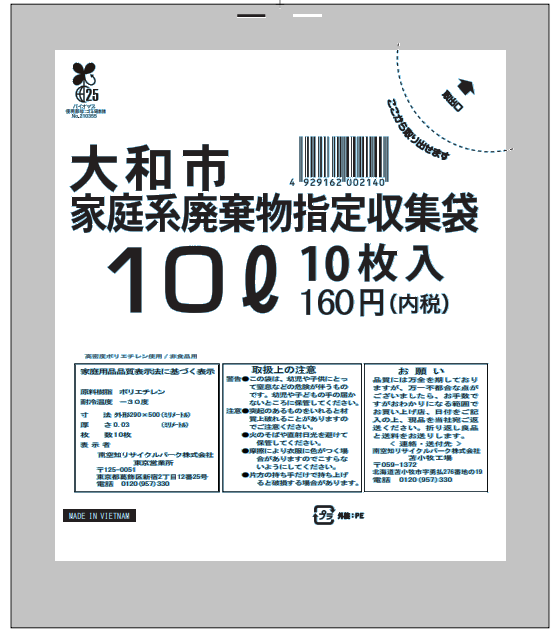 25
バイオマス
No.210355
取出口
ここから取り出せます
4 929162 002140
大和市
家庭系廃棄物指定収集袋
10ℓ 10枚入
160円(内税)
高密度ポリエチレン使用/非食品用
家庭用品品質表示法に基づく表示
原料樹脂 ポリエチレン
耐冷温度 －30度
寸 法 外形290×500(ミリメートル)
厚 さ 0.03 (ミリメートル)
枚 数 10枚
表 示 者
南空知リサイクルパーク株式会社
東京営業所
〒125-0051
東京都葛飾区新宿2丁目12番25号
電話 0120(957)330
取扱上の注意
警告●この袋は、幼児や子供にとっ
て窒息などの危険が伴うもの
です。幼児や子どもの手の届か
ないところに保管してください。
注意●突起のあるものをいれると材
質上破れることがありますの
でご注意ください。
●火のそばや直射日光を避けて
保管してください。
●摩擦により衣服に色がつく場
合がありますのでこすらな
いようにしてください。
●片方の持ち手だけで持ち上げ
ると破損する場合があります。
お 願 い
品質には万全を期しており
ますが、万一不都合な点が
ございましたら、お手数で
すがおわかりになる範囲で
お買い上げ店、日付をご記
入の上、現品を当社宛ご返
送ください。折り返し良品
と送料をお送りします。
< 連絡・送付先 >
南空知リサイクルパーク株式会社
苫小牧工場
〒059-1372
北海道苫小牧市字勇払276番地の19
電話 0120(957)330
MADE IN VIETNAM
プラ 外袋:PE